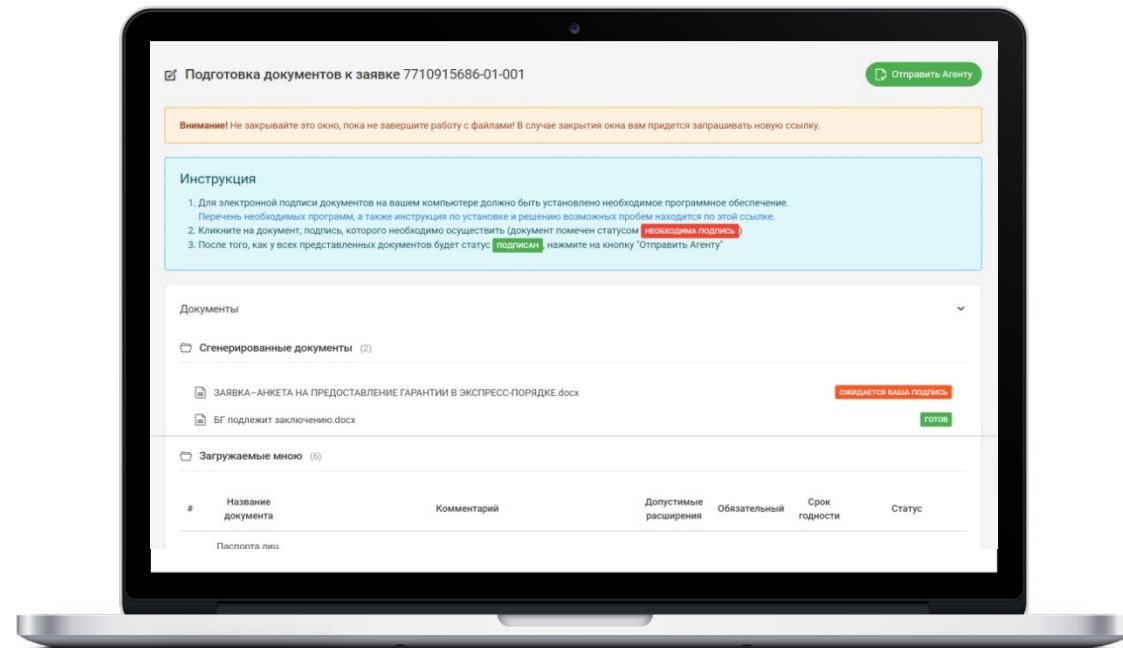 Подготовка документов к заявке 7710915686-01-001
Отправить Агенту
Внимание! Не закрывайте это окно, пока не завершите работу с файлами! В случае закрытия окна вам придется запрашивать новую ссылку.
Инструкция
1. Для электронной подписи документов на вашем компьютере должно быть установлено необходимое программное обеспечение.
Перечень необходимых программ, а также инструкция по установке и решению возможных пробем находится по этой ссылке.
2. Кликните на документ, подпись, которого необходимо осуществить (документ помечен статусом НЕОБХОДИМА ПОДПИСЬ)
3. После того, как у всех представленных документов будет статус ПОДПИСАН, нажмите на кнопку "Отправить Агенту"
Документы
Сгенерированные документы (2)
ЗАЯВКА–АНКЕТА НА ПРЕДОСТАВЛЕНИЕ ГАРАНТИИ В ЭКСПРЕСС-ПОРЯДКЕ.docx ОЖИДАЕТСЯ ВАША ПОДПИСЬ
БГ подлежит заключению.docx ГОТОВ
Загружаемые мною (6)
# Название документа Комментарий Допустимые расширения Обязательный Срок годности Статус
Паспорта лиц,